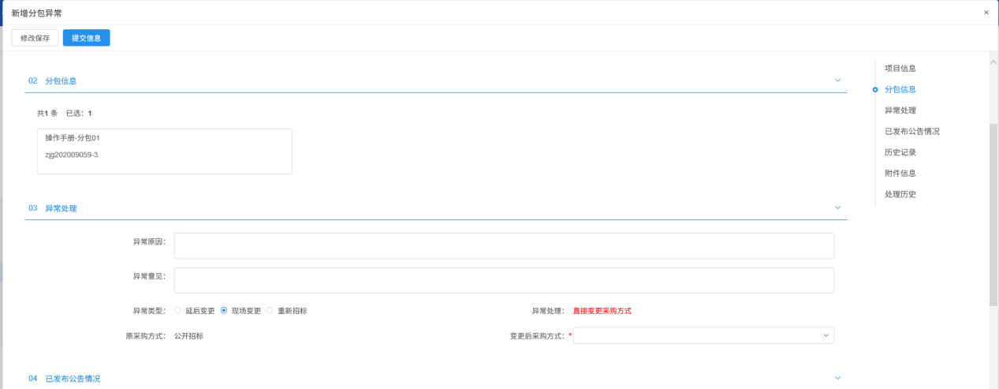 新增分包异常
×
修改保存 提交信息
02 分包信息
共1 条 已选：1
操作手册-分包01
zjg202009059-3
03 异常处理
异常原因：
异常意见：
异常类型： 延后变更 现场变更 重新招标 异常处理： 直接变更采购方式
原采购方式： 公开招标 变更后采购方式：*
04 已发布公告情况
项目信息
分包信息
异常处理
已发布公告情况
历史记录
附件信息
处理历史